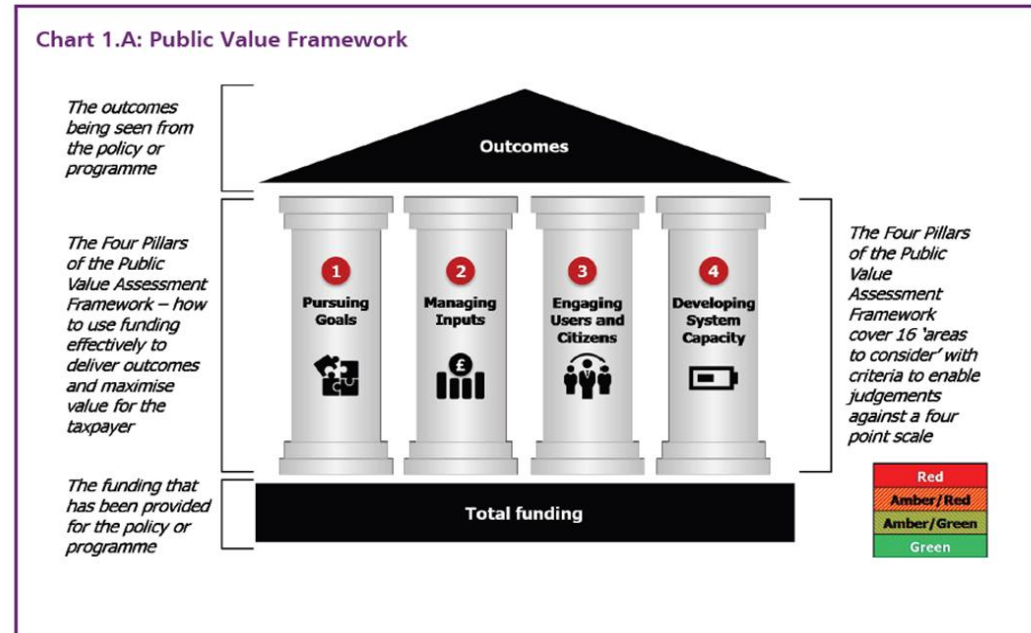 Chart 1.A: Public Value Framework
The outcomes
being seen from
the policy or
programme
Outcomes
The Four Pillars
of the Public
Value Assessment
Framework – how
to use funding
effectively to
deliver outcomes
and maximise
value for the
taxpayer
1
Pursuing
Goals
2
Managing
Inputs
£
3
Engaging
Users and
Citizens
4
Developing
System
Capacity
The Four Pillars
of the Public
Value
Assessment
Framework
cover 16 ‘areas
to consider’ with
criteria to enable
judgements
against a four
point scale
The funding that
has been provided
for the policy or
programme
Total funding
Red
Amber/Red
Amber/Green
Green